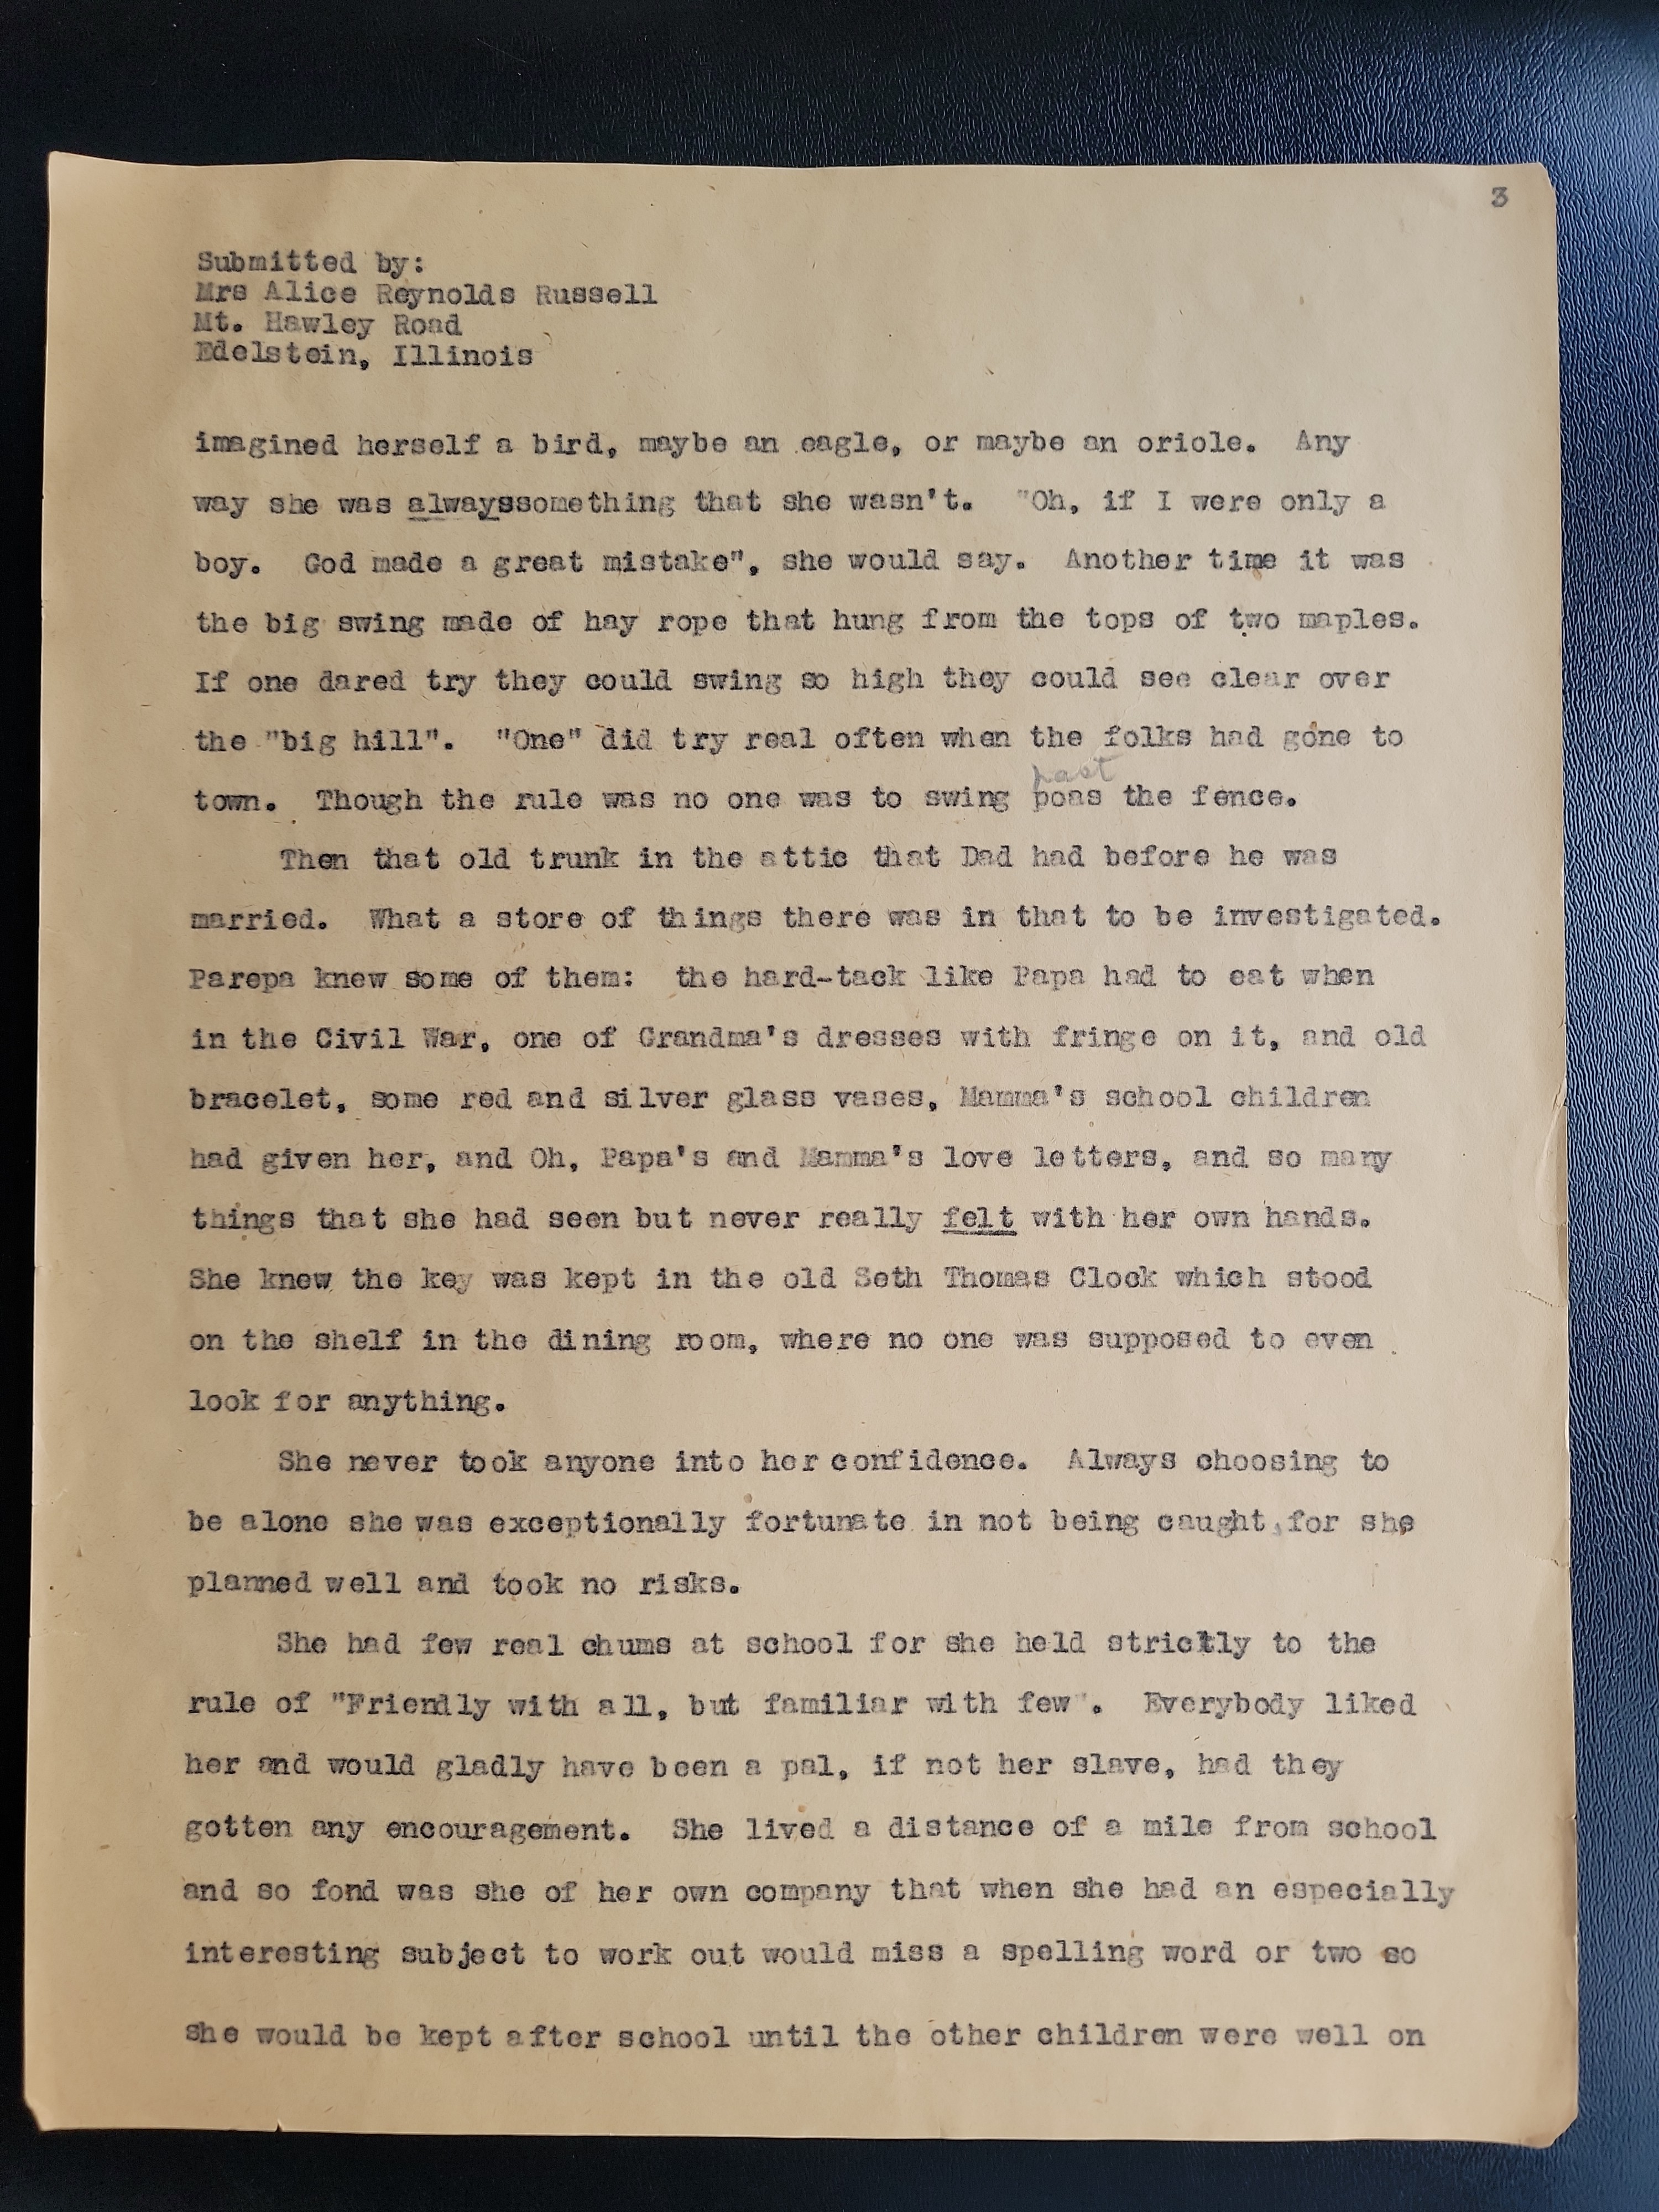 3
Submitted by:
Mrs Alice Reynolds Russell
Mt. Hawley Road
Edelstein, Illinois
imagined herself a bird, maybe an eagle, or maybe an oriole.  Any
way she was alwayssomething that she wasn't.  "Oh, if I were only a
boy.  God made a great mistake", she would say.  Another time it was
the big swing made of hay rope that hung from the tops of two maples.
If one dared try they could swing so high they could see clear over
the "big hill".  "One" did try real often when the folks had gone to
past
town.  Though the rule was no one was to swing poas the fence.
Then that old trunk in the attic that Dad had before he was
married.  What a store of things there was in that to be investigated.
Parepa knew some of them:  the hard-tack like Papa had to eat when
in the Civil War, one of Grandma's dresses with fringe on it, and old
bracelet, some red and silver glass vases, Mamma's school children
had given her, and Oh, Papa's and Mamma's love letters, and so many
things that she had seen but never really felt with her own hands.
She knew the key was kept in the old Seth Thomas Clock which stood
on the shelf in the dining room, where no one was supposed to even
look for anything.
She never took anyone into her confidence.  Always choosing to
be alone she was exceptionally fortunate in not being caught,for she
planned well and took no risks.
She had few real chums at school for she held strictly to the
rule of "Friendly with all, but familiar with few".  Everybody liked
her and would gladly have been a pal, if not her slave, had they
gotten any encouragement.  She lived a distance of a mile from school
and so fond was she of her own company that when she had an especially
interesting subject to work out would miss a spelling word or two so
she would be kept after school until the other children were well on